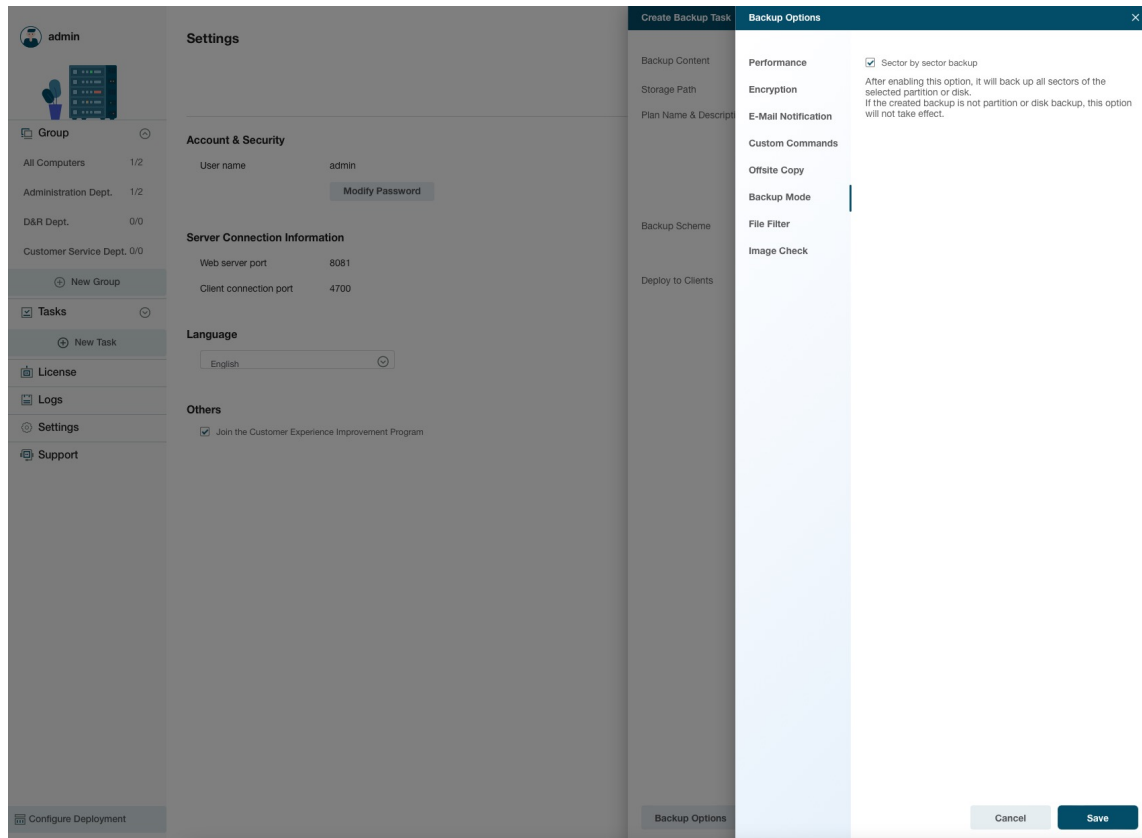 admin
Group
All Computers 1/2
Administration Dept. 1/2
D&R Dept. 0/0
Customer Service Dept. 0/0
New Group
Tasks
New Task
License
Logs
Settings
Support
Configure Deployment
Settings
Account & Security
User name admin
Modify Password
Server Connection Information
Web server port 8081
Client connection port 4700
Language
English
Others
Join the Customer Experience Improvement Program
Create Backup Task
Backup Content
Storage Path
Plan Name & Descripti
Backup Scheme
Deploy to Clients
Backup Options
Backup Options
Performance
Encryption
E-Mail Notification
Custom Commands
Offsite Copy
Backup Mode
File Filter
Image Check
Sector by sector backup
After enabling this option, it will back up all sectors of the
selected partition or disk.
If the created backup is not partition or disk backup, this option
will not take effect.
Cancel
Save